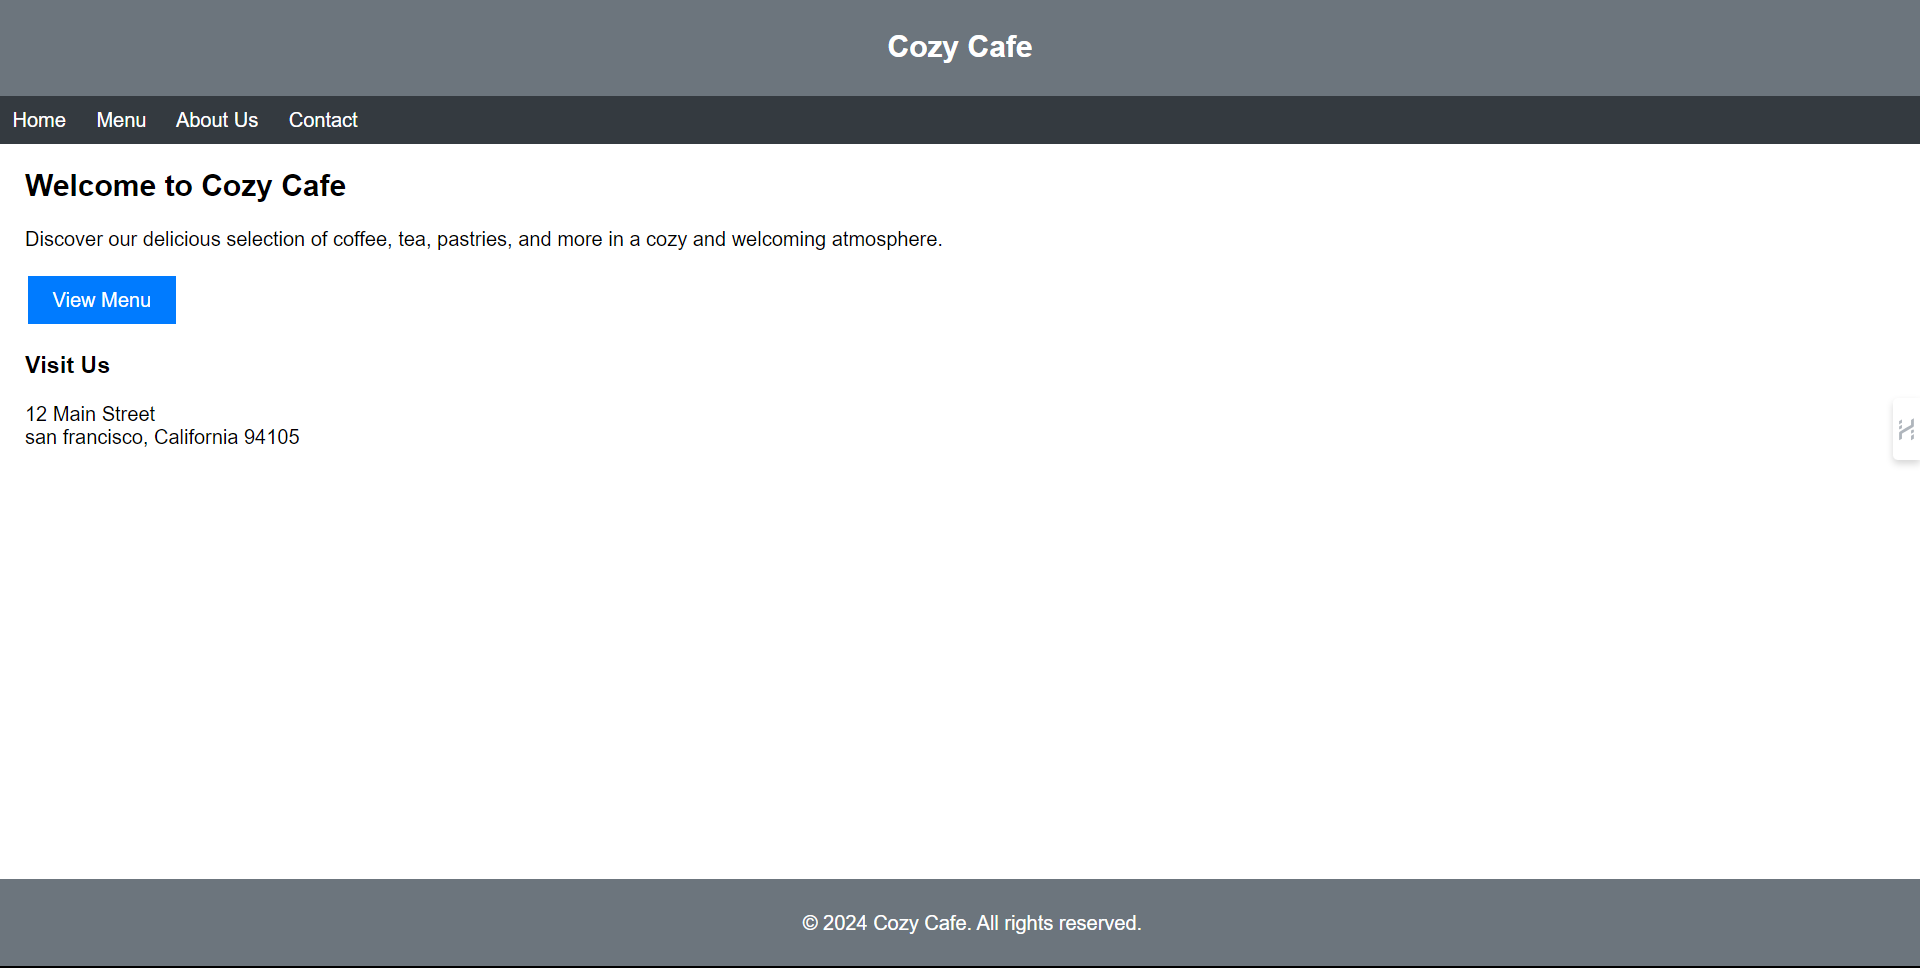 Cozy Cafe
Home Menu About Us Contact
Welcome to Cozy Cafe
Discover our delicious selection of coffee, tea, pastries, and more in a cozy and welcoming atmosphere.
View Menu
Visit Us
12 Main Street
san francisco, California 94105
© 2024 Cozy Cafe. All rights reserved.